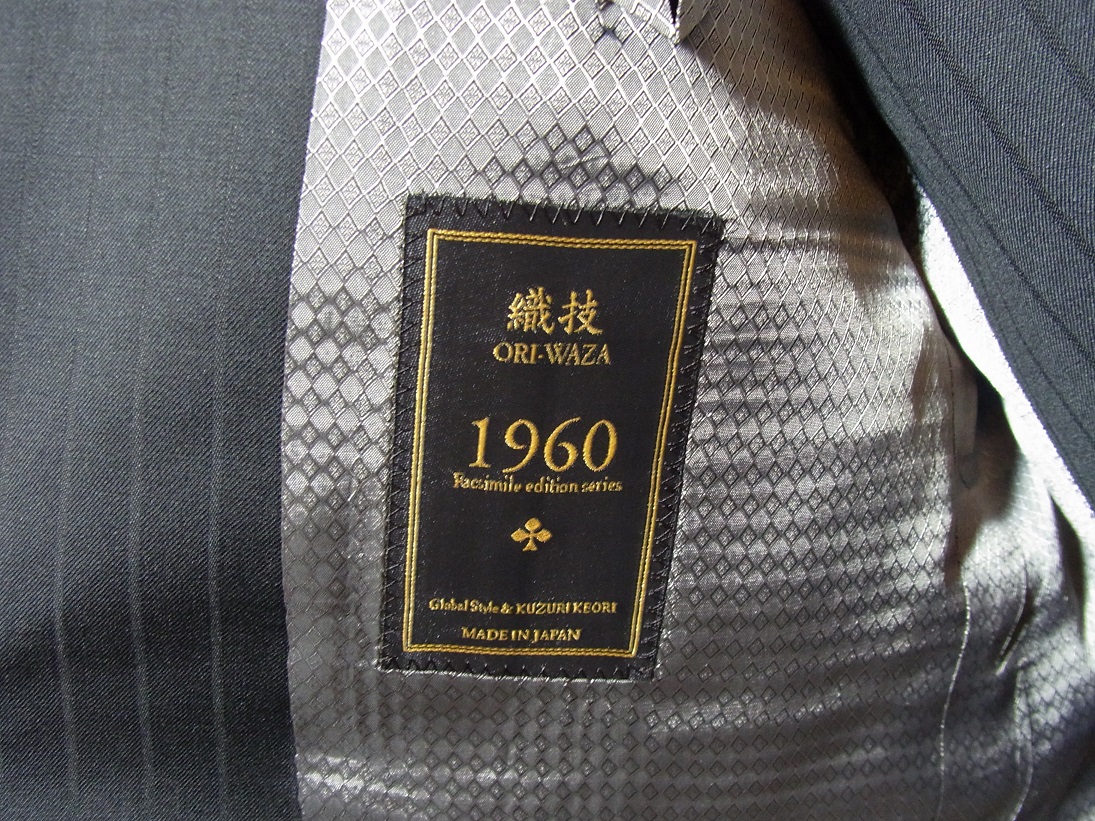 織技
ORI-WAZA
1960
Facsimile edition series
Global Style & KUZURI KEORI
MADE IN JAPAN